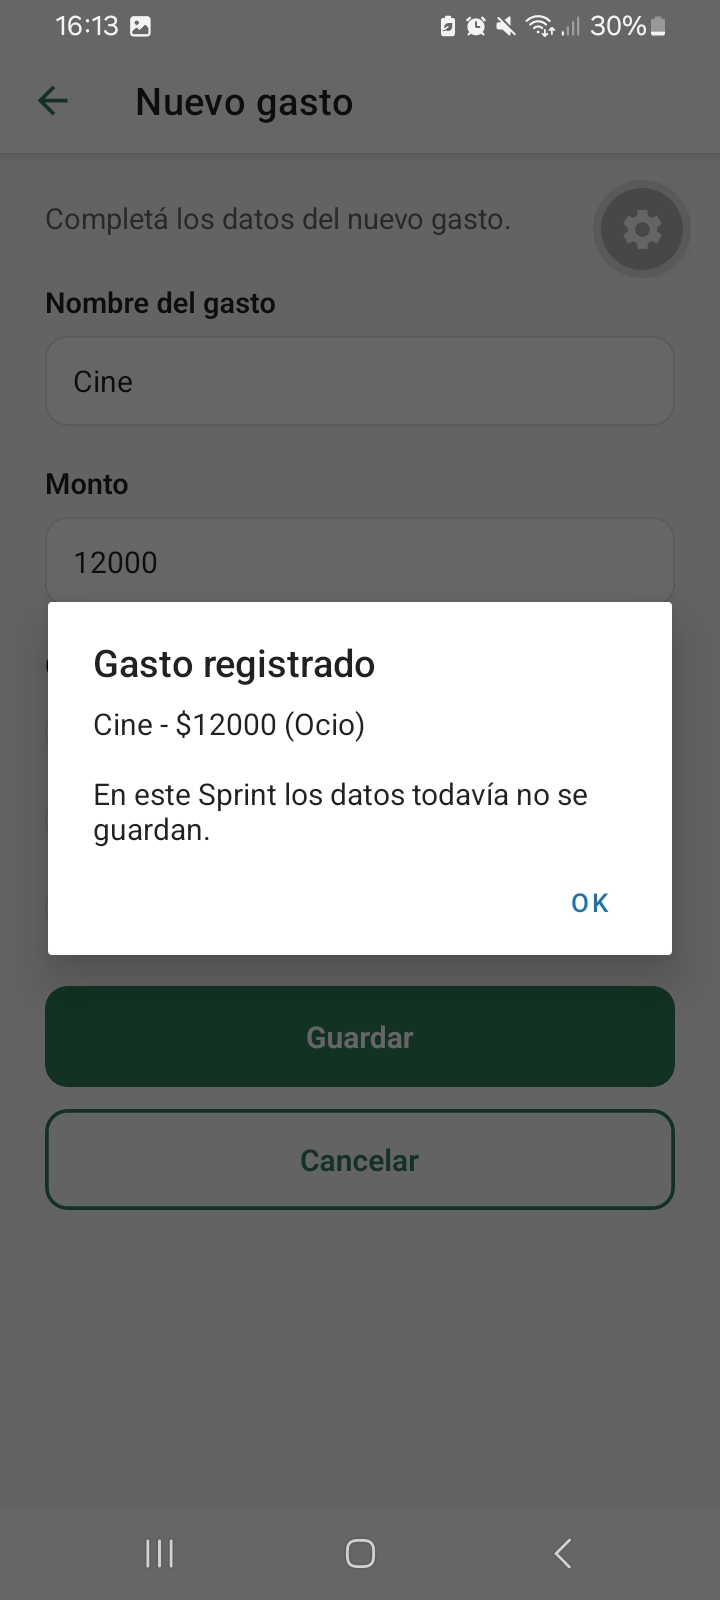 16:13
30%
Nuevo gasto
Completá los datos del nuevo gasto.
Nombre del gasto
Cine
Monto
12000
Gasto registrado
Cine - $12000 (Ocio)
En este Sprint los datos todavía no se
guardan.
OK
Guardar
Cancelar